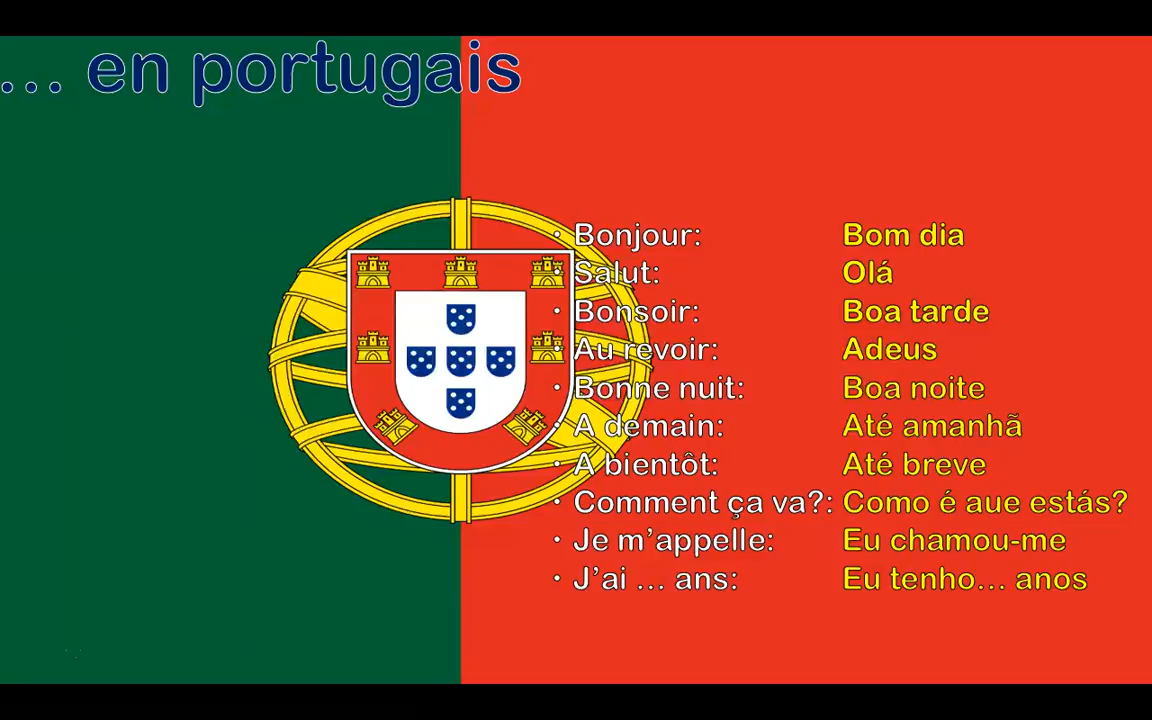 ... en portugais
• Bonjour: Bom dia
• Salut: Olá
• Bonsoir: Boa tarde
• Au revoir: Adeus
• Bonne nuit: Boa noite
• A demain: Até amanhã
• A bientôt: Até breve
• Comment ça va?: Como é aue estás?
• Je m’appelle: Eu chamou-me
• J’ai ... ans: Eu tenho... anos